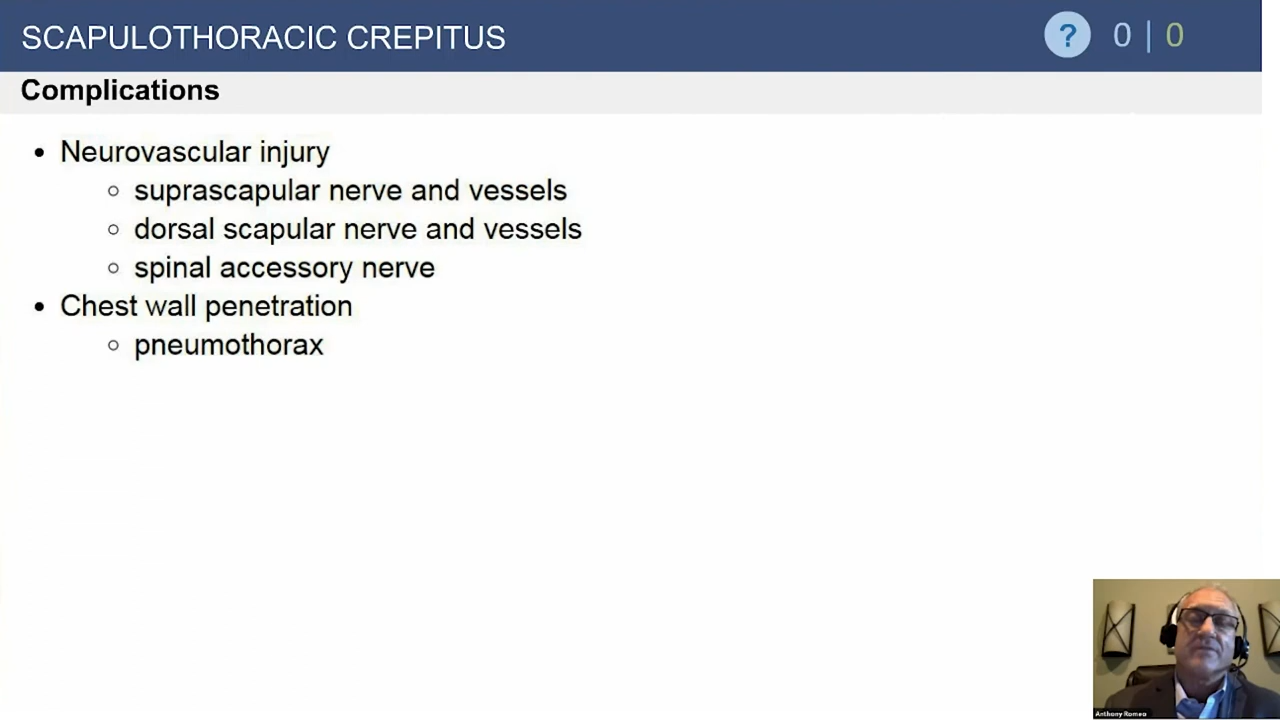 SCAPULOTHORACIC CREPITUS
? 0 | 0
Complications
• Neurovascular injury
○ suprascapular nerve and vessels
○ dorsal scapular nerve and vessels
○ spinal accessory nerve
• Chest wall penetration
○ pneumothorax
Anthony Romeo